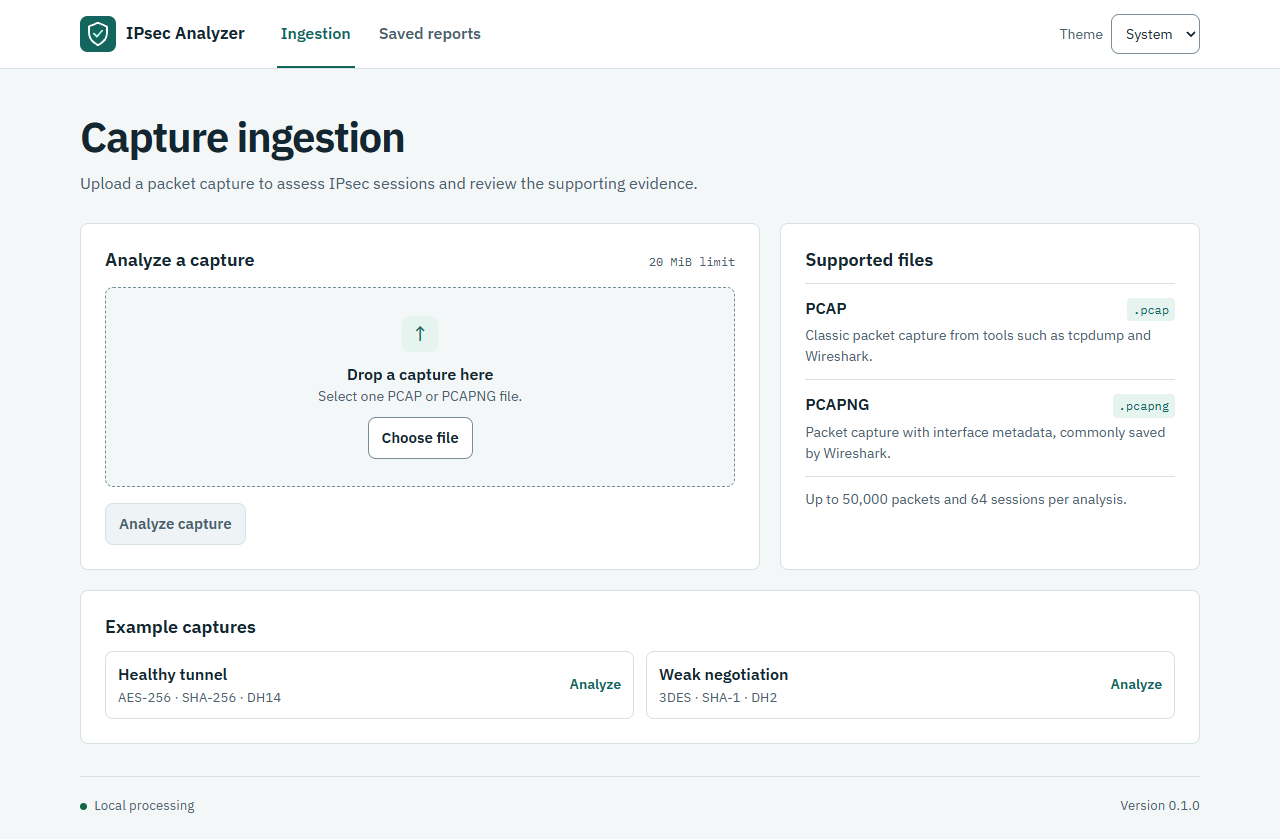 IPsec Analyzer
Ingestion
Saved reports
Theme
System
Capture ingestion
Upload a packet capture to assess IPsec sessions and review the supporting evidence.
Analyze a capture
20 MiB limit
↑
Drop a capture here
Select one PCAP or PCAPNG file.
Choose file
Analyze capture
Supported files
PCAP
.pcap
Classic packet capture from tools such as tcpdump and
Wireshark.
PCAPNG
.pcapng
Packet capture with interface metadata, commonly saved
by Wireshark.
Up to 50,000 packets and 64 sessions per analysis.
Example captures
Healthy tunnel
AES-256 · SHA-256 · DH14
Analyze
Weak negotiation
3DES · SHA-1 · DH2
Analyze
Local processing
Version 0.1.0